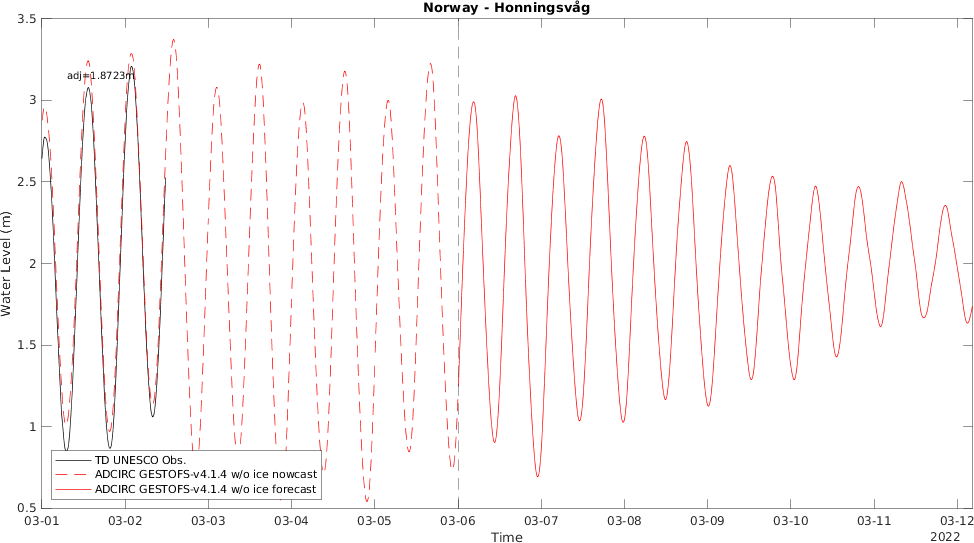 Norway - Honningsvåg
3.5
3
2.5
2
1.5
1
0.5
Water Level (m)
adj=1.8723m
TD UNESCO Obs.
ADCIRC GESTOFS-v4.1.4 w/o ice nowcast
ADCIRC GESTOFS-v4.1.4 w/o ice forecast
03-01 03-02 03-03 03-04 03-05 03-06 03-07 03-08 03-09 03-10 03-11 03-12
2022
Time